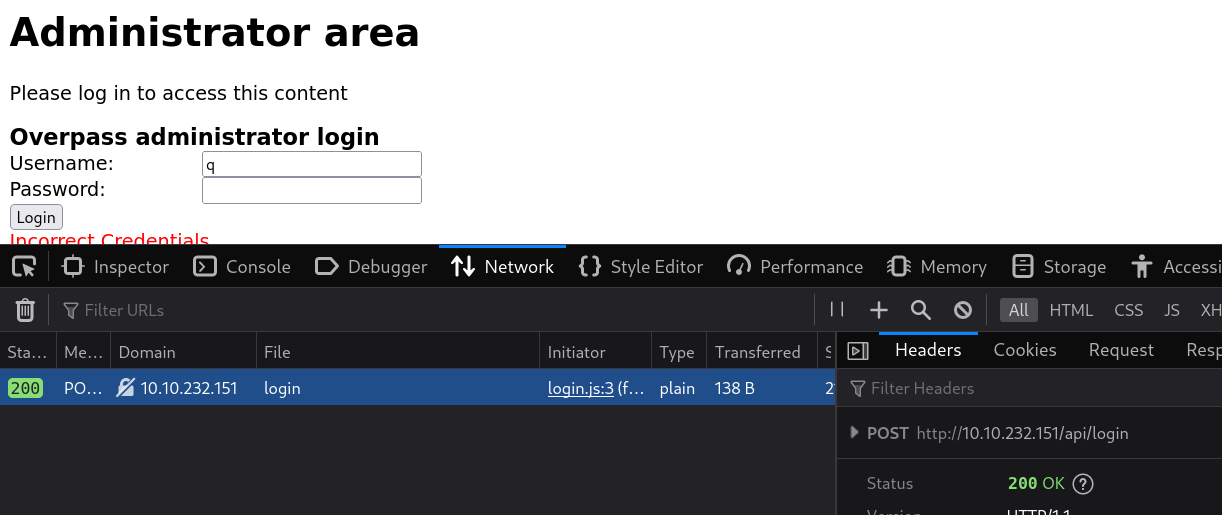 Administrator area
Please log in to access this content
Overpass administrator login
Username: q
Password:
Login
Incorrect Credentials
Inspector Console Debugger Network Style Editor Performance Memory Storage Accessi
Filter URLs All HTML CSS JS XH
Sta... Me... Domain File Initiator Type Transferred S Headers Cookies Request Resp
200 PO... 10.10.232.151 login login.js:3 (f... plain 138 B 2
Filter Headers
POST http://10.10.232.151/api/login
Status 200 OK ?
Version HTTP/1.1